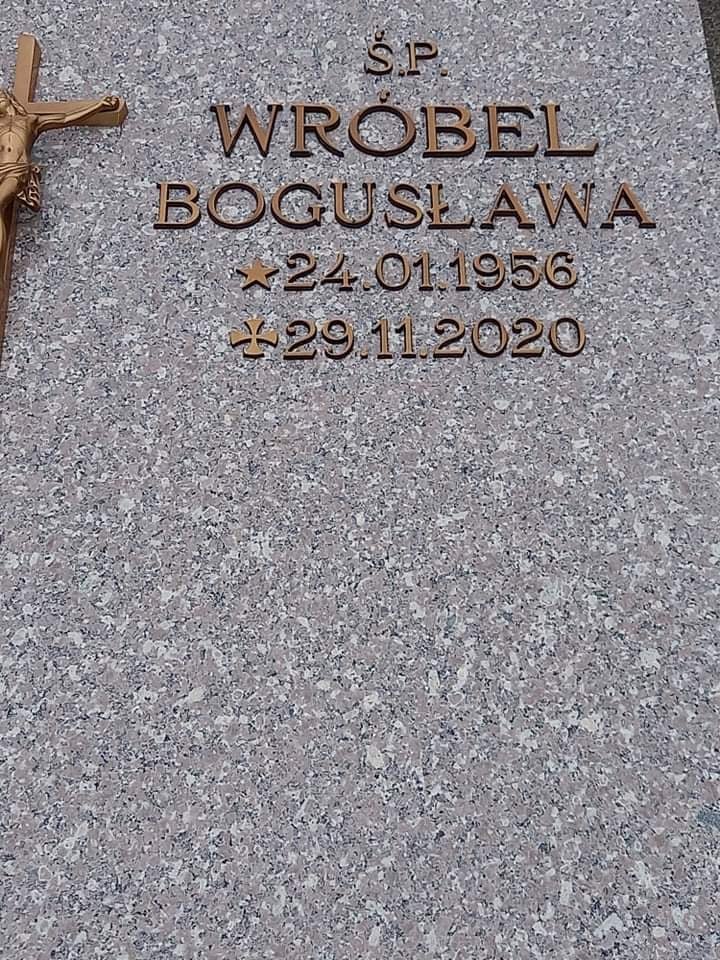 Ś.P.
WRÓBEL
BOGUSŁAWA
★24.01.1956
✠29.11.2020